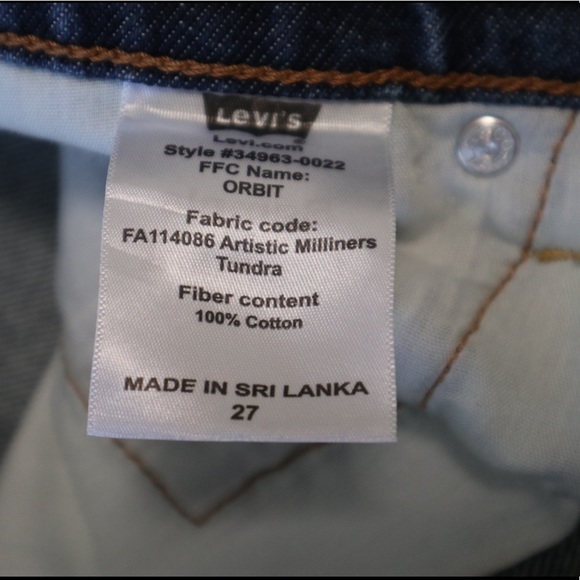 Levi's
Levi.com
Style #34963-0022
FFC Name:
ORBIT
Fabric code:
FA114086 Artistic Milliners
Tundra
Fiber content
100% Cotton
MADE IN SRI LANKA
27